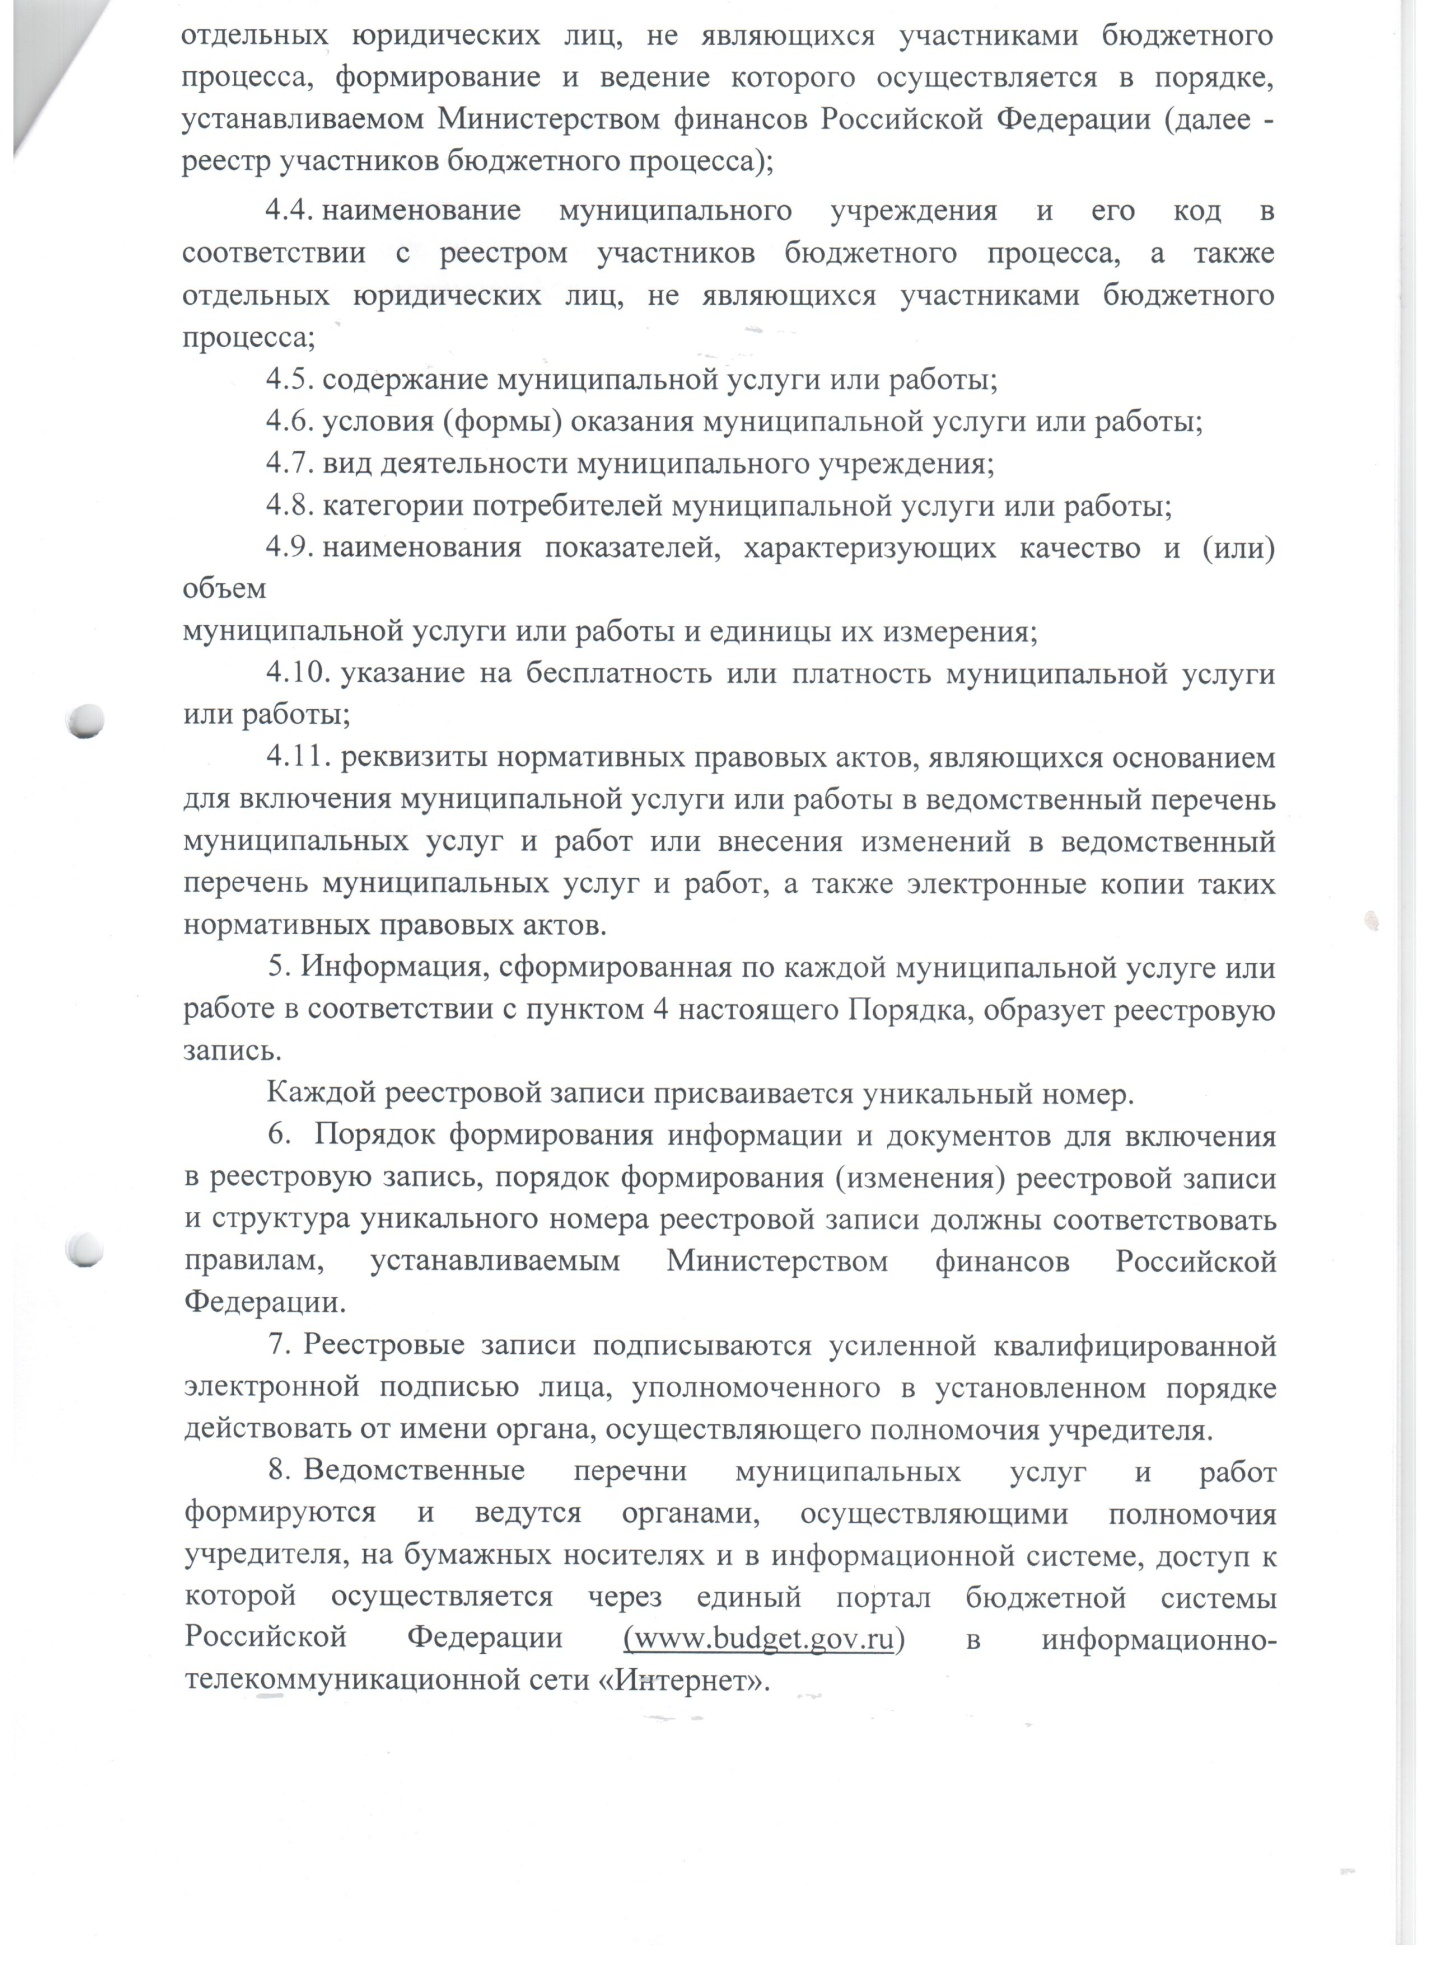 отдельных юридических лиц, не являющихся участниками бюджетного
процесса, формирование и ведение которого осуществляется в порядке,
устанавливаемом Министерством финансов Российской Федерации (далее -
реестр участников бюджетного процесса);
4.4. наименование муниципального учреждения и его код в
соответствии с реестром участников бюджетного процесса, а также
отдельных юридических лиц, не являющихся участниками бюджетного
процесса;
4.5. содержание муниципальной услуги или работы;
4.6. условия (формы) оказания муниципальной услуги или работы;
4.7. вид деятельности муниципального учреждения;
4.8. категории потребителей муниципальной услуги или работы;
4.9. наименования показателей, характеризующих качество и (или)
объем
муниципальной услуги или работы и единицы их измерения;
4.10. указание на бесплатность или платность муниципальной услуги
или работы;
4.11. реквизиты нормативных правовых актов, являющихся основанием
для включения муниципальной услуги или работы в ведомственный перечень
муниципальных услуг и работ или внесения изменений в ведомственный
перечень муниципальных услуг и работ, а также электронные копии таких
нормативных правовых актов.
5. Информация, сформированная по каждой муниципальной услуге или
работе в соответствии с пунктом 4 настоящего Порядка, образует реестровую
запись.
Каждой реестровой записи присваивается уникальный номер.
6. Порядок формирования информации и документов для включения
в реестровую запись, порядок формирования (изменения) реестровой записи
и структура уникального номера реестровой записи должны соответствовать
правилам, устанавливаемым Министерством финансов Российской
Федерации.
7. Реестровые записи подписываются усиленной квалифицированной
электронной подписью лица, уполномоченного в установленном порядке
действовать от имени органа, осуществляющего полномочия учредителя.
8. Ведомственные перечни муниципальных услуг и работ
формируются и ведутся органами, осуществляющими полномочия
учредителя, на бумажных носителях и в информационной системе, доступ к
которой осуществляется через единый портал бюджетной системы
Российской Федерации (www.budget.gov.ru) в информационно-
телекоммуникационной сети «Интернет».